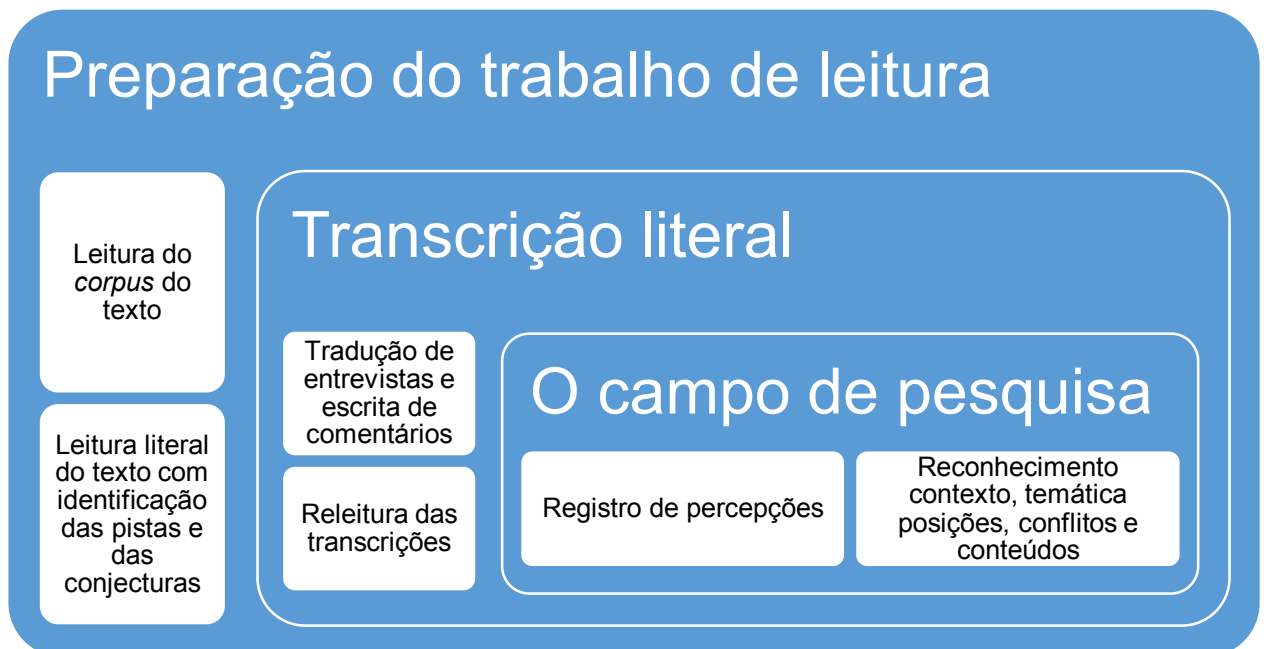 Preparação do trabalho de leitura
Leitura do
corpus do
texto
Leitura literal
do texto com
identificação
das pistas e
das
conjecturas
Transcrição literal
Tradução de
entrevistas e
escrita de
comentários
Releitura das
transcrições
O campo de pesquisa
Registro de percepções
Reconhecimento
contexto, temática
posições, conflitos e
conteúdos